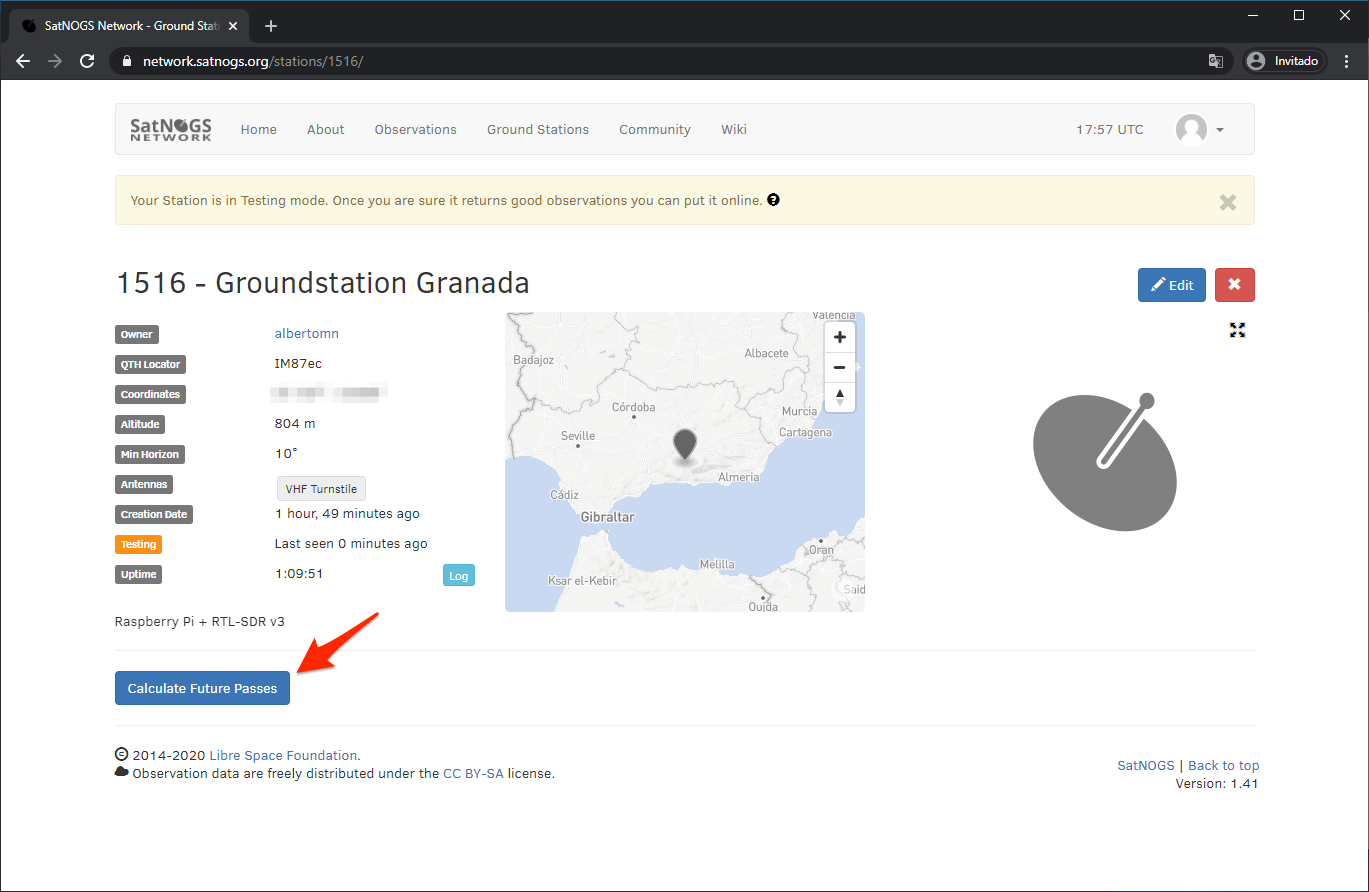 SatNOGS Network - Ground Stati
network.satnogs.org/stations/1516/
Invitado
SatNOGS
NETWORK
Home
About
Observations
Ground Stations
Community
Wiki
17:57 UTC
Your Station is in Testing mode. Once you are sure it returns good observations you can put it online.
1516 - Groundstation Granada
Edit
Owner
albertomn
QTH Locator
IM87ec
Coordinates
Altitude
804 m
Min Horizon
10°
Antennas
VHF Turnstile
Creation Date
1 hour, 49 minutes ago
Testing
Last seen 0 minutes ago
Uptime
1:09:51
Log
Valencia
Badajoz
Albacete
Córdoba
Murcia
Seville
Cartagena
Almeria
Cádiz
Gibraltar
Oran
Melilla
Ksar el-Kebir
Said
Oujda
Raspberry Pi + RTL-SDR v3
Calculate Future Passes
© 2014-2020 Libre Space Foundation.
Observation data are freely distributed under the CC BY-SA license.
SatNOGS | Back to top
Version: 1.41